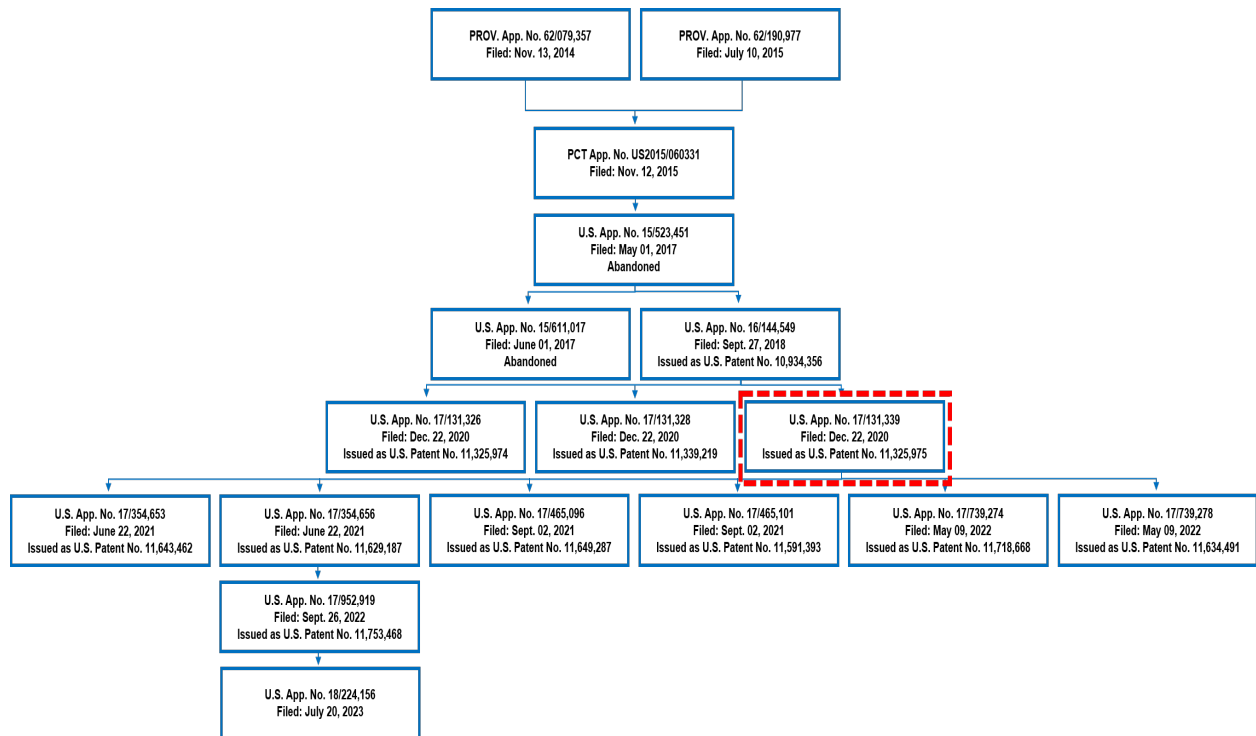 PROV. App. No. 62/079,357
Filed: Nov. 13, 2014
PROV. App. No. 62/190,977
Filed: July 10, 2015
PCT App. No. US2015/060331
Filed: Nov. 12, 2015
U.S. App. No. 15/523,451
Filed: May 01, 2017
Abandoned
U.S. App. No. 15/611,017
Filed: June 01, 2017
Abandoned
U.S. App. No. 16/144,549
Filed: Sept. 27, 2018
Issued as U.S. Patent No. 10,934,356
U.S. App. No. 17/131,326
Filed: Dec. 22, 2020
Issued as U.S. Patent No. 11,325,974
U.S. App. No. 17/131,328
Filed: Dec. 22, 2020
Issued as U.S. Patent No. 11,339,219
U.S. App. No. 17/131,339
Filed: Dec. 22, 2020
Issued as U.S. Patent No. 11,325,975
U.S. App. No. 17/354,653
Filed: June 22, 2021
Issued as U.S. Patent No. 11,643,462
U.S. App. No. 17/354,656
Filed: June 22, 2021
Issued as U.S. Patent No. 11,629,187
U.S. App. No. 17/465,096
Filed: Sept. 02, 2021
Issued as U.S. Patent No. 11,649,287
U.S. App. No. 17/465,101
Filed: Sept. 02, 2021
Issued as U.S. Patent No. 11,591,393
U.S. App. No. 17/739,274
Filed: May 09, 2022
Issued as U.S. Patent No. 11,718,668
U.S. App. No. 17/739,278
Filed: May 09, 2022
Issued as U.S. Patent No. 11,634,491
U.S. App. No. 17/952,919
Filed: Sept. 26, 2022
Issued as U.S. Patent No. 11,753,468
U.S. App. No. 18/224,156
Filed: July 20, 2023